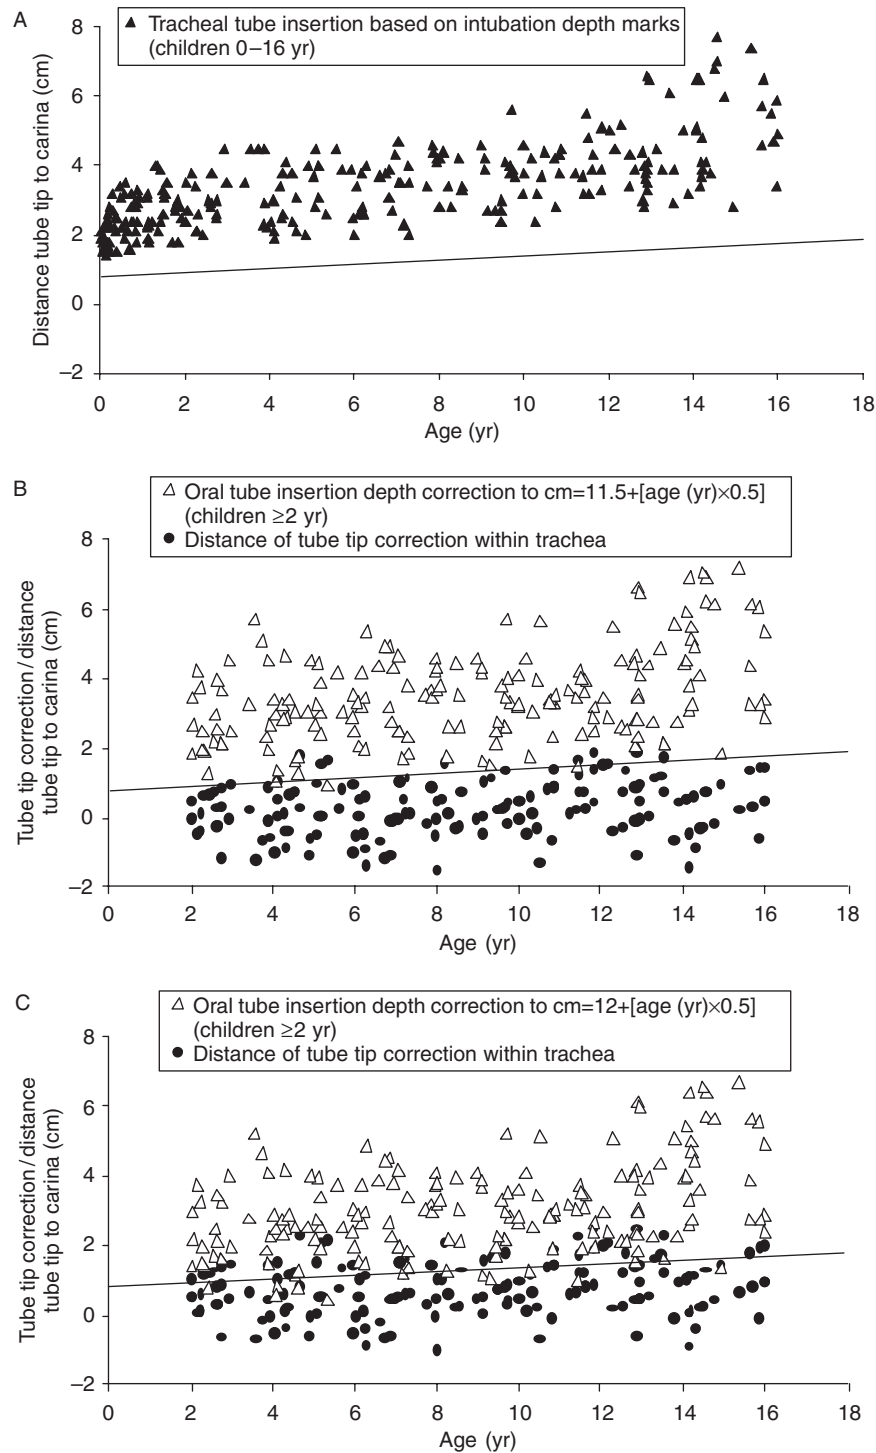 A
Tracheal tube insertion based on intubation depth marks
(children 0–16 yr)
Distance tube tip to carina (cm)
8
6
4
2
0
–2
0 2 4 6 8 10 12 14 16 18
Age (yr)
B
Oral tube insertion depth correction to cm=11.5+[age (yr)×0.5]
(children ≥2 yr)
Distance of tube tip correction within trachea
Tube tip correction/distance
tube tip to carina (cm)
8
6
4
2
0
–2
0 2 4 6 8 10 12 14 16 18
Age (yr)
C
Oral tube insertion depth correction to cm=12+[age (yr)×0.5]
(children ≥2 yr)
Distance of tube tip correction within trachea
Tube tip correction/distance
tube tip to carina (cm)
8
6
4
2
0
–2
0 2 4 6 8 10 12 14 16 18
Age (yr)